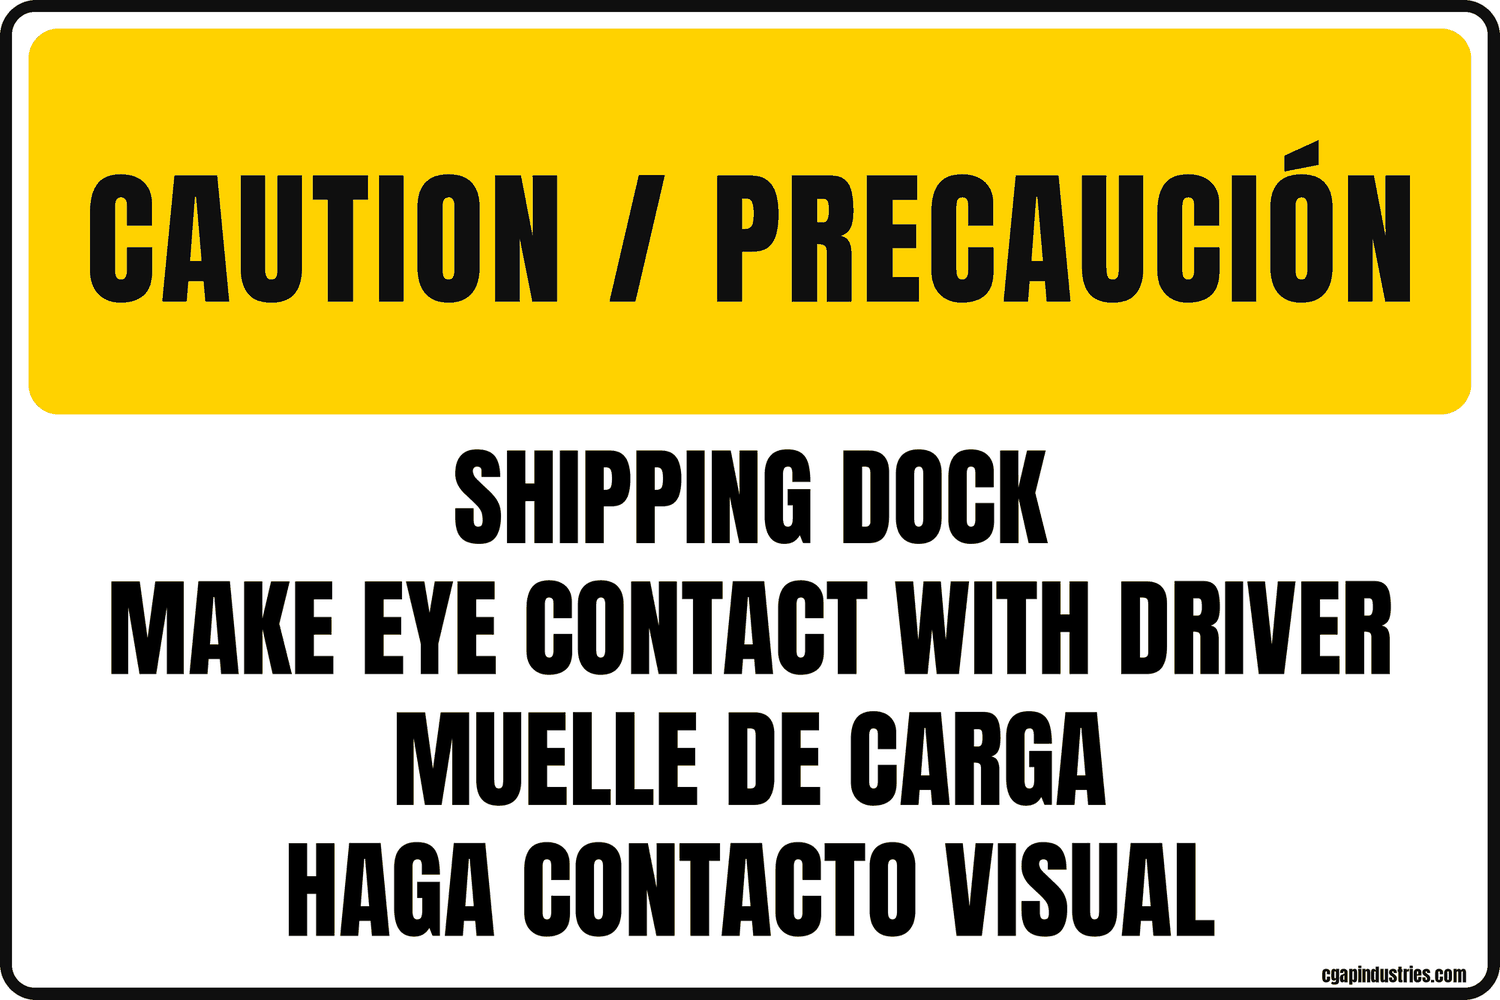 CAUTION / PRECAUCIÓN
SHIPPING DOCK
MAKE EYE CONTACT WITH DRIVER
MUELLE DE CARGA
HAGA CONTACTO VISUAL
cgapindustries.com